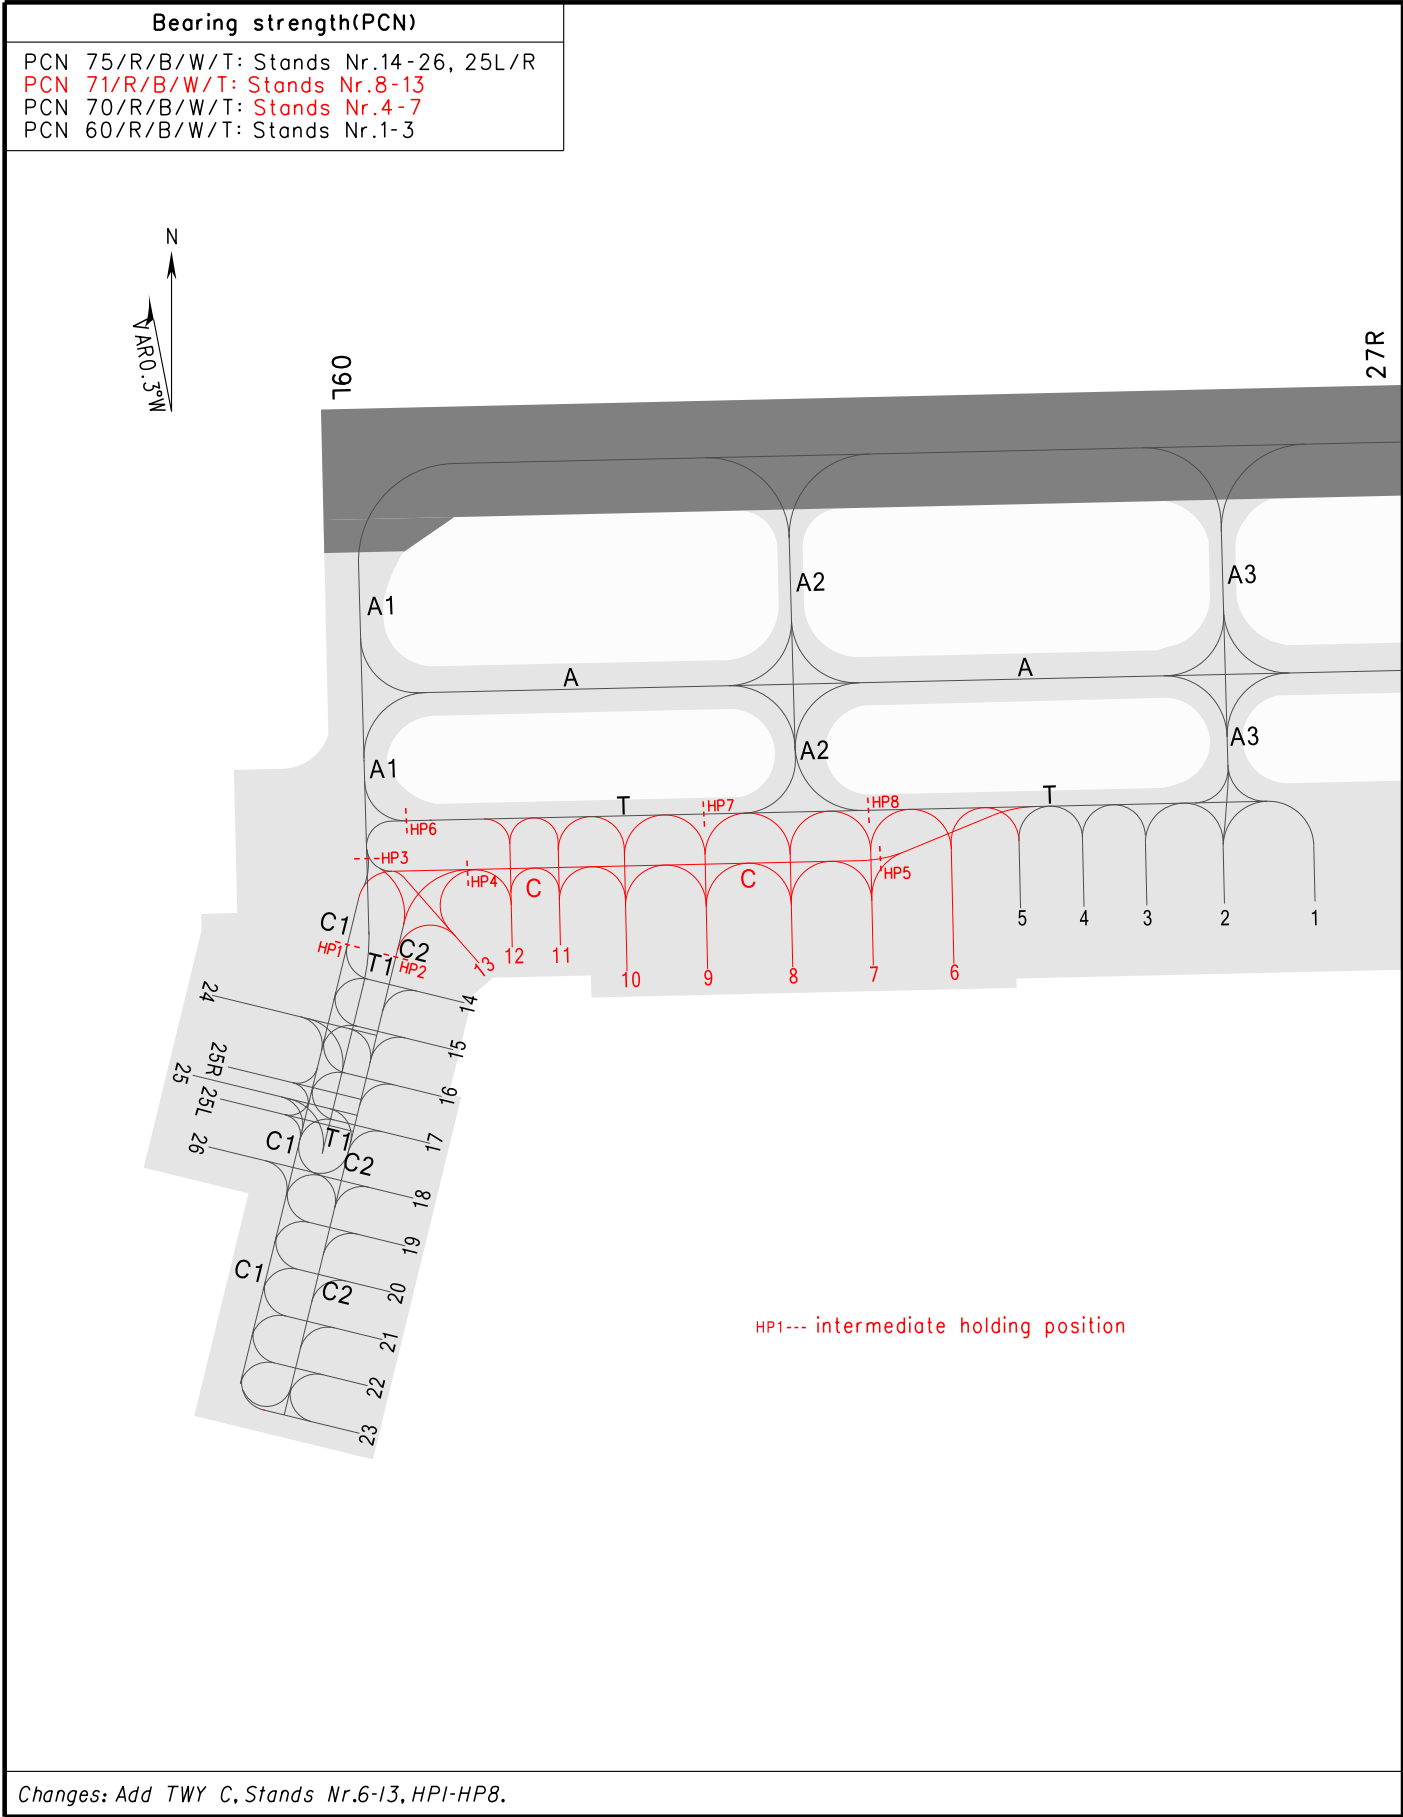 Bearing strength(PCN)
PCN 75/R/B/W/T: Stands Nr.14-26, 25L/R
PCN 71/R/B/W/T: Stands Nr.8-13
PCN 70/R/B/W/T: Stands Nr.4-7
PCN 60/R/B/W/T: Stands Nr.1-3
N
VAR0.3°W
09L
27R
A1
A2
A3
A
A
A1
A2
A3
T
T
HP6
HP7
HP8
HP3
HP4
HP5
C
C
C1
HP1
T1
C2
HP2
13
12
11
10
9
8
7
6
5
4
3
2
1
24
25R
25
25L
26
14
15
16
17
18
19
20
21
22
23
C1
T1
C2
C1
C2
HP1--- intermediate holding position
Changes: Add TWY C, Stands Nr.6-13, HP1-HP8.